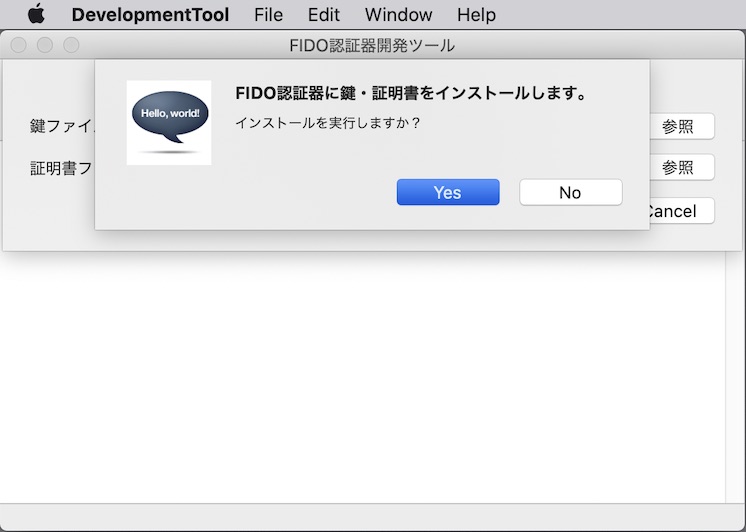 DevelopmentTool File Edit Window Help
FIDO認証器開発ツール
Hello, world!
FIDO認証器に鍵・証明書をインストールします。
インストールを実行しますか？
鍵ファイ
参照
証明書フ
参照
Yes No
Cancel